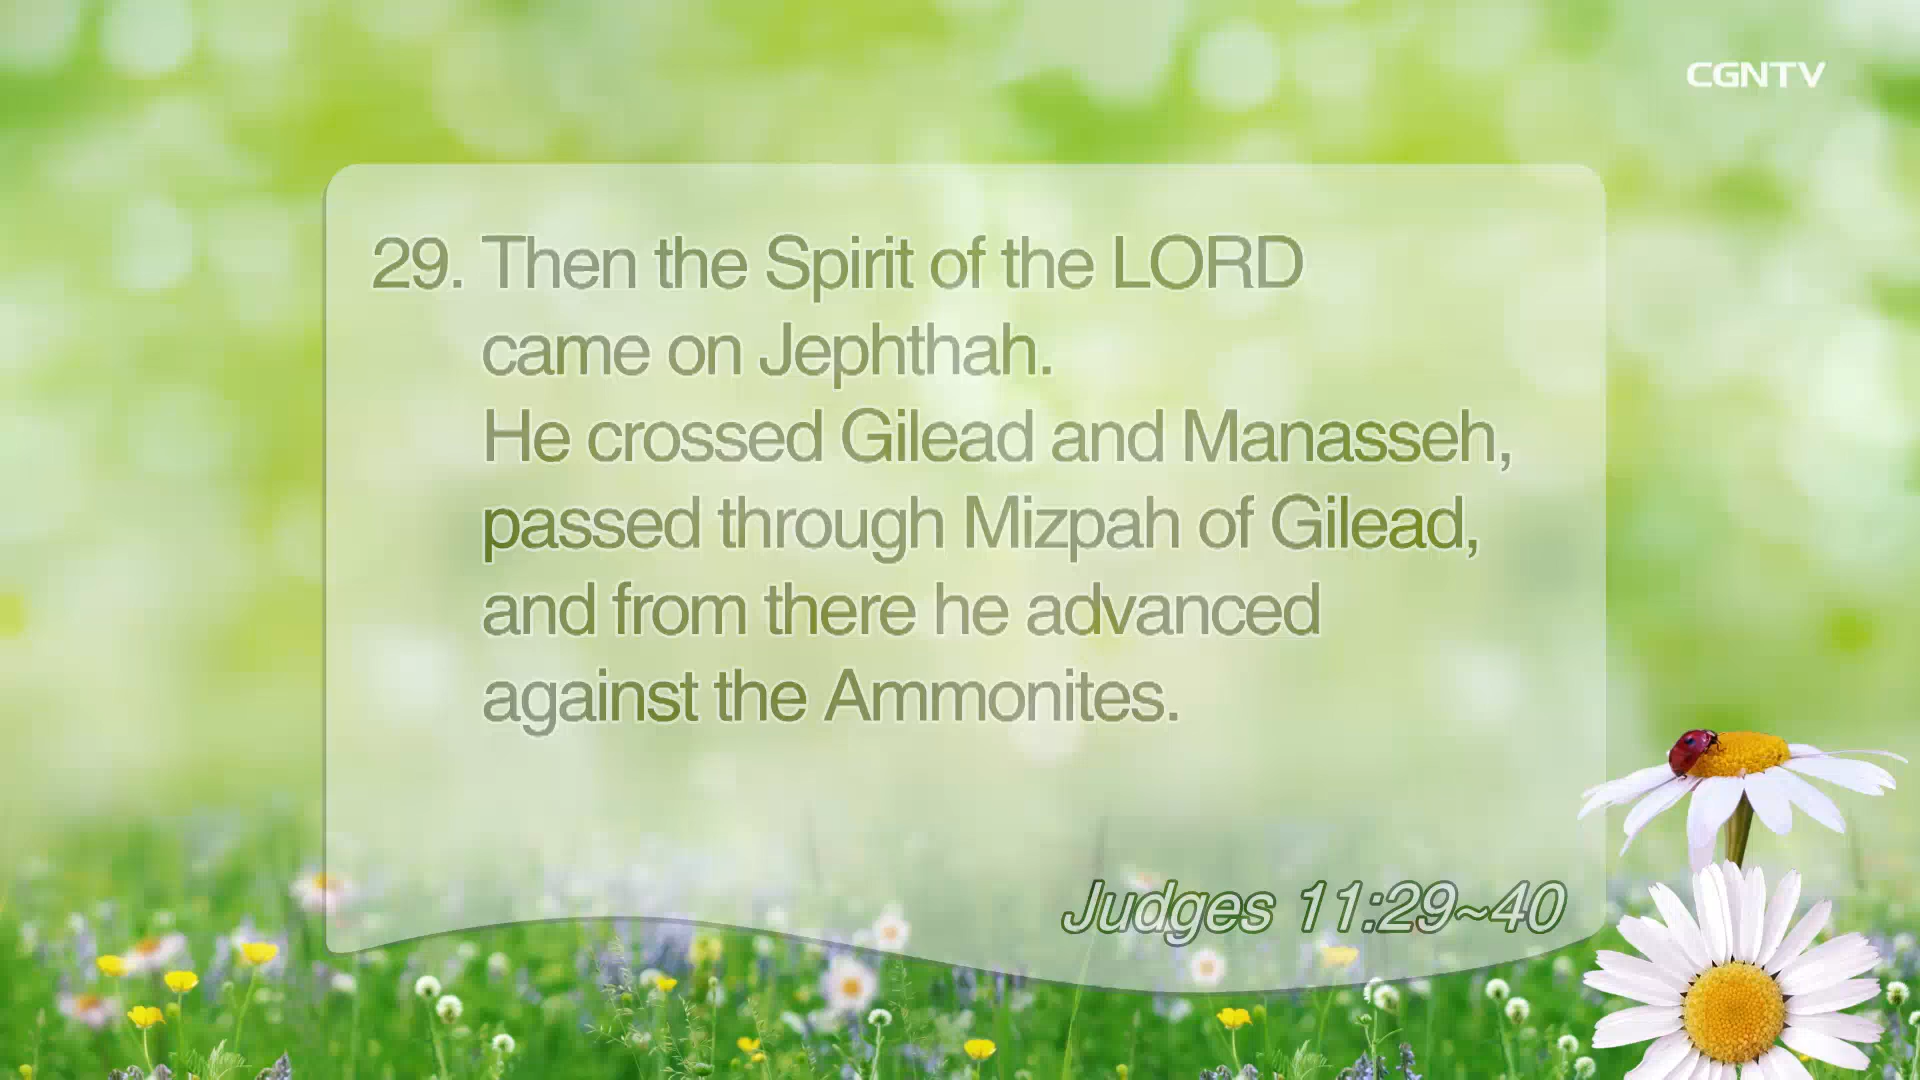 CGNTV
29. Then the Spirit of the LORD
came on Jephthah.
He crossed Gilead and Manasseh,
passed through Mizpah of Gilead,
and from there he advanced
against the Ammonites.
Judges 11:29~40